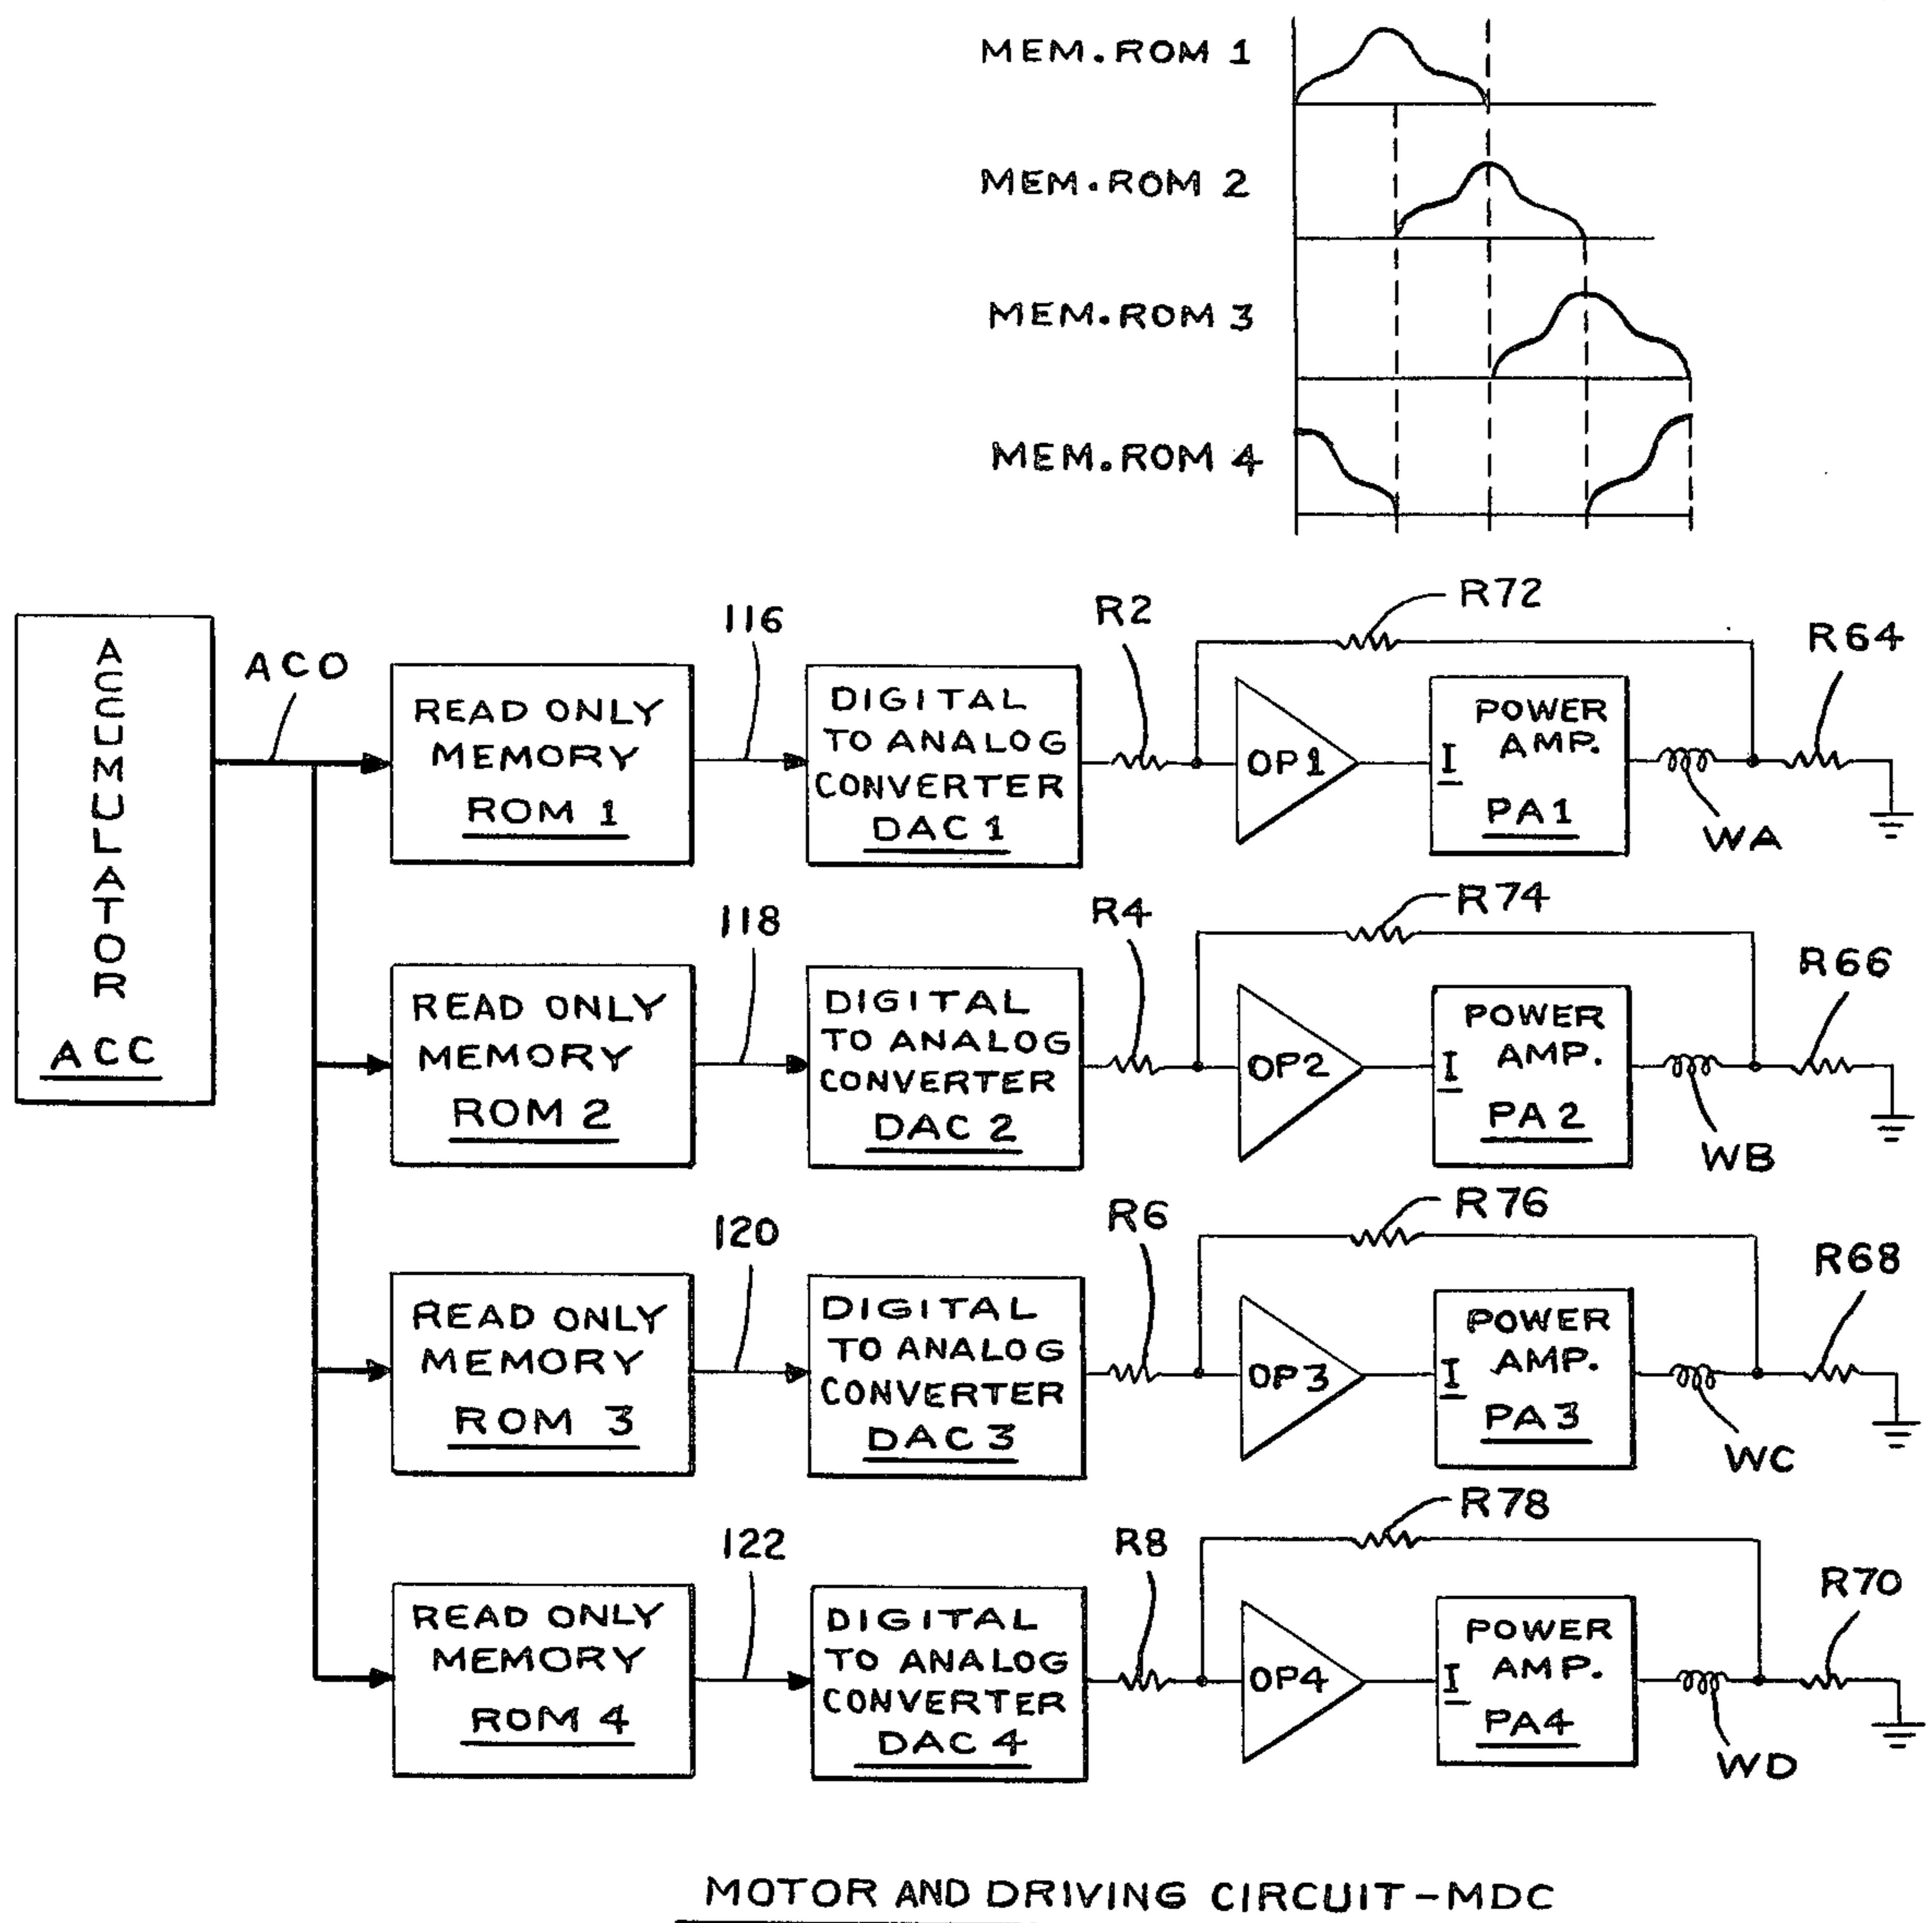 MEM.ROM 1
MEM.ROM 2
MEM.ROM 3
MEM.ROM 4
ACCUMULATOR
ACC
ACO
READ ONLY
MEMORY
ROM 1
116
DIGITAL
TO ANALOG
CONVERTER
DAC 1
R2
R72
OP1
I
POWER
AMP.
PA1
WA
R64
READ ONLY
MEMORY
ROM 2
118
DIGITAL
TO ANALOG
CONVERTER
DAC 2
R4
R74
OP2
I
POWER
AMP.
PA2
WB
R66
READ ONLY
MEMORY
ROM 3
120
DIGITAL
TO ANALOG
CONVERTER
DAC 3
R6
R76
OP3
I
POWER
AMP.
PA3
WC
R68
READ ONLY
MEMORY
ROM 4
122
DIGITAL
TO ANALOG
CONVERTER
DAC 4
R8
R78
OP4
I
POWER
AMP.
PA4
WD
R70
MOTOR AND DRIVING CIRCUIT-MDC